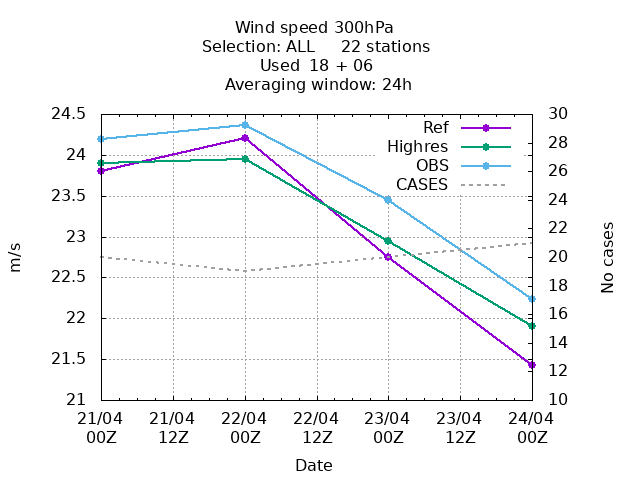 Wind speed 300hPa
Selection: ALL 22 stations
Used 18 + 06
Averaging window: 24h
24.5
24
23.5
23
22.5
22
21.5
21
m/s
30
28
26
24
22
20
18
16
14
12
10
No cases
Ref
Highres
OBS
CASES
21/04 21/04 22/04 22/04 23/04 23/04 24/04
00Z 12Z 00Z 12Z 00Z 12Z 00Z
Date